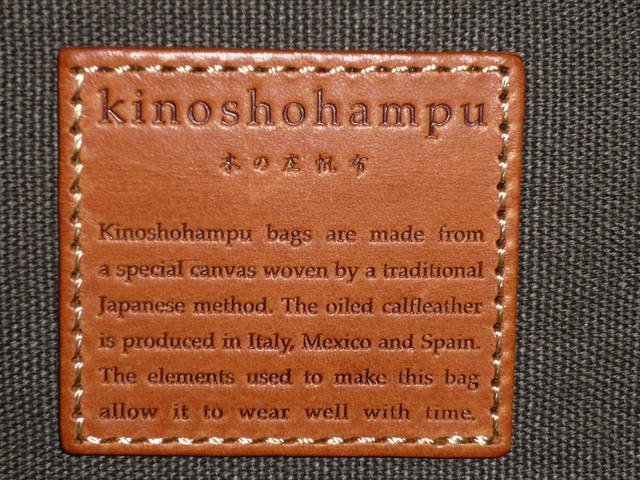 kinoshohampu
木の庄帆布
Kinoshohampu bags are made from
a special canvas woven by a traditional
Japanese method. The oiled calfleather
is produced in Italy, Mexico and Spain.
The elements used to make this bag
allow it to wear well with time.